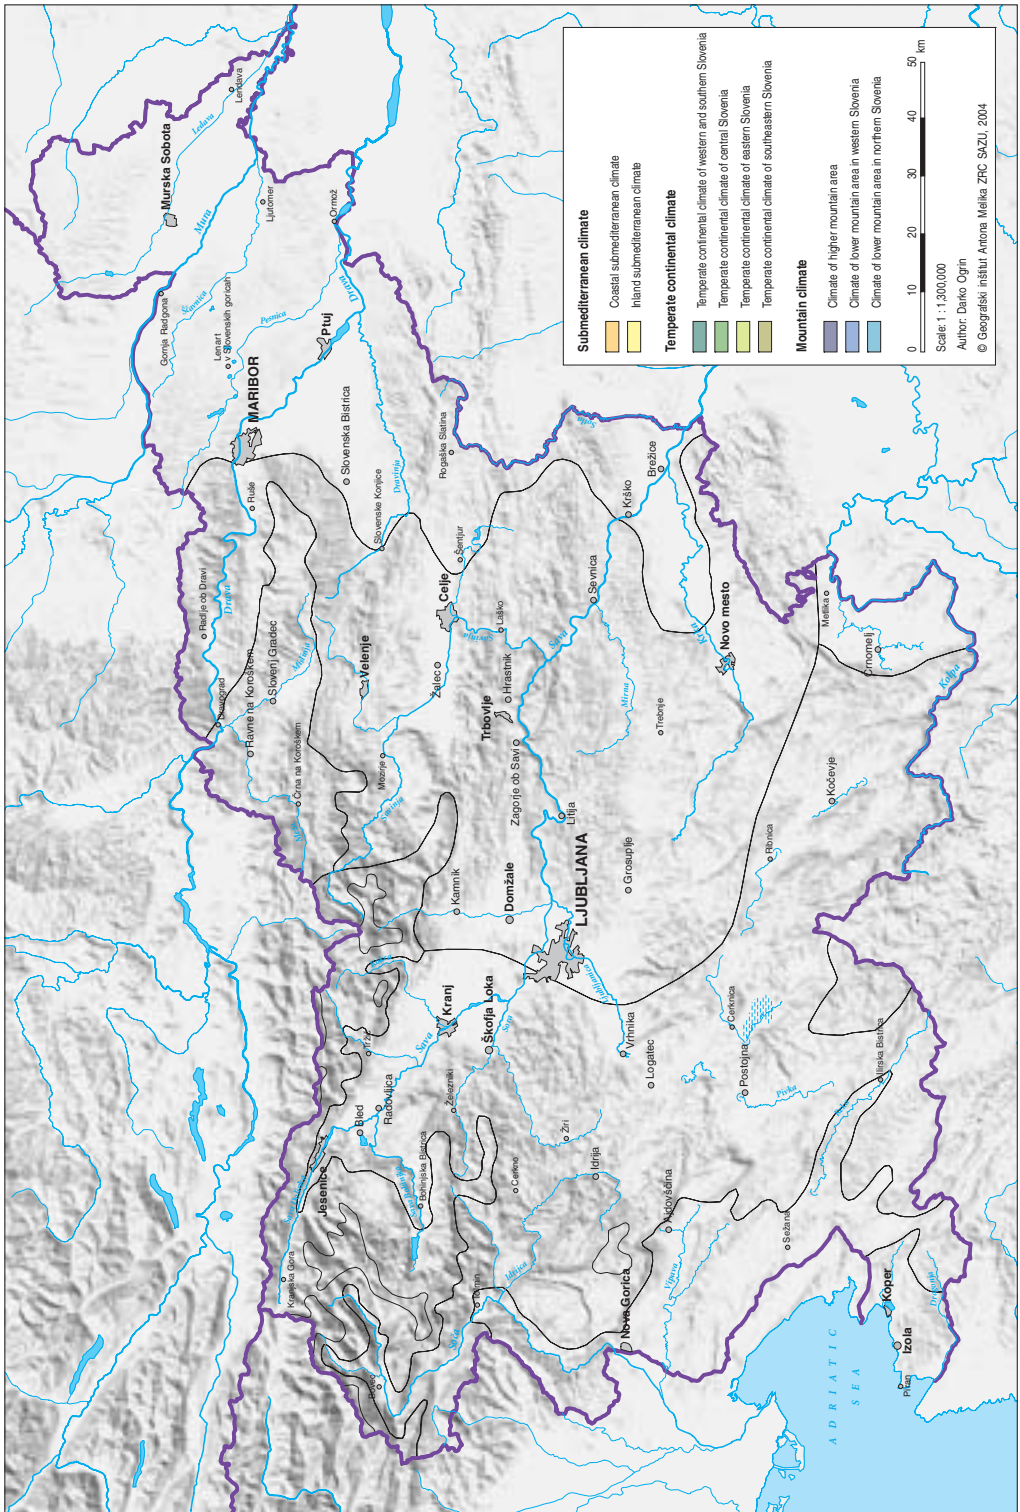 Submediterranean climate
Coastal submediterranean climate
Inland submediterranean climate
Temperate continental climate
Temperate continental climate of western and southern Slovenia
Temperate continental climate of central Slovenia
Temperate continental climate of eastern Slovenia
Temperate continental climate of southeastern Slovenia
Mountain climate
Climate of higher mountain area
Climate of lower mountain area in western Slovenia
Climate of lower mountain area in northern Slovenia
0 10 20 30 40 50 km
Scale: 1 : 1,300,000
Author: Darko Ogrin
© Geografski inštitut Antona Melika ZRC SAZU, 2004
Lendava
Ledava
Murska Sobota
Mura
Ljutomer
Ormož
Gornja Radgona
Ščavnica
Lenart
v Slovenskih goricah
Pesnica
Drava
Ptuj
MARIBOR
Ruše
Slovenska Bistrica
Rogaška Slatina
Slovenske Konjice
Dravinja
Sotla
Brežice
Krško
Šentjur
Celje
Sevnica
Laško
Savinja
Sava
Radlje ob Dravi
Drava
Dravograd
Ravne na Koroškem
Slovenj Gradec
Mislinja
Črna na Koroškem
Velenje
Žalec
Mozirje
Savinja
Hrastnik
Trbovlje
Zagorje ob Savi
Litija
Mirna
Trebnje
Krka
Novo mesto
Metlika
Črnomelj
Kolpa
Kočevje
Ribnica
Grosuplje
LJUBLJANA
Ljubljanica
Domžale
Kamnik
Kranj
Škofja Loka
Sora
Sava
Tržič
Radovljica
Bled
Železniki
Žiri
Vrhnika
Logatec
Cerknica
Postojna
Pivka
Ilirska Bistrica
Reka
Jesenice
Bohinjska Bistrica
Sava Bohinjka
Cerkno
Idrija
Idrijca
Ajdovščina
Vipava
Sežana
Kranjska Gora
Tolmin
Soča
Bovec
Nova Gorica
Koper
Izola
Piran
Dragonja
ADRIATIC
SEA